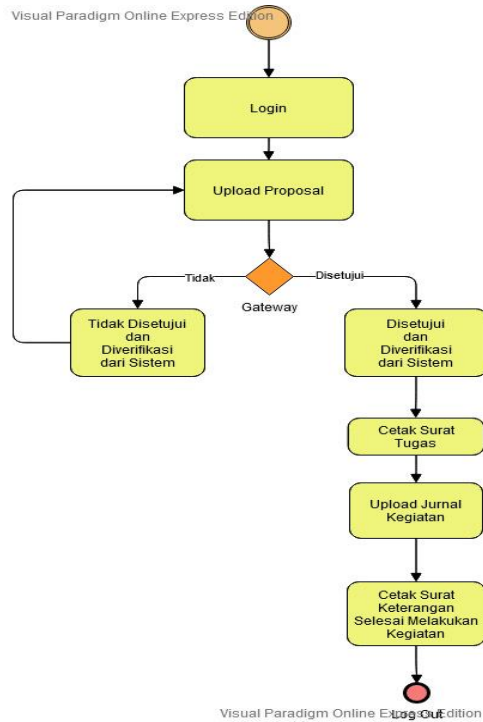 Visual Paradigm Online Express Edition
Login
Upload Proposal
Tidak
Disetujui
Gateway
Tidak Disetujui
dan
Diverifikasi
dari Sistem
Disetujui
dan
Diverifikasi
dari Sistem
Cetak Surat
Tugas
Upload Jurnal
Kegiatan
Cetak Surat
Keterangan
Selesai Melakukan
Kegiatan
Log Out
Visual Paradigm Online Express Edition